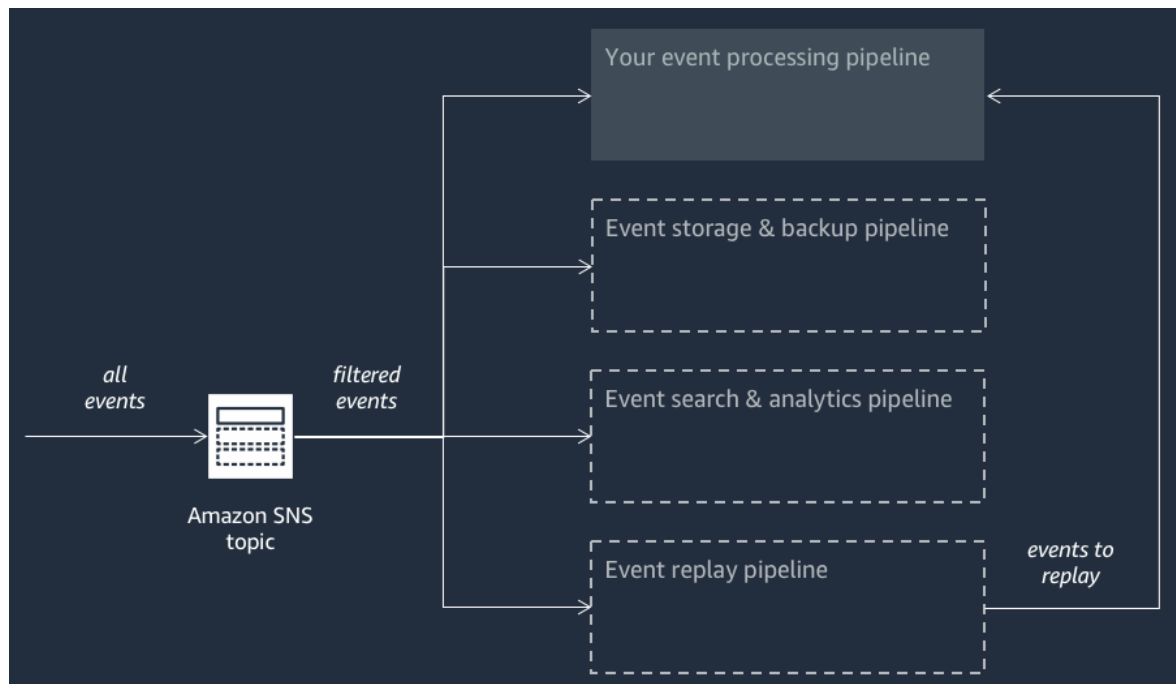 Your event processing pipeline
Event storage & backup pipeline
all
events
filtered
events
Event search & analytics pipeline
Amazon SNS
topic
Event replay pipeline
events to
replay